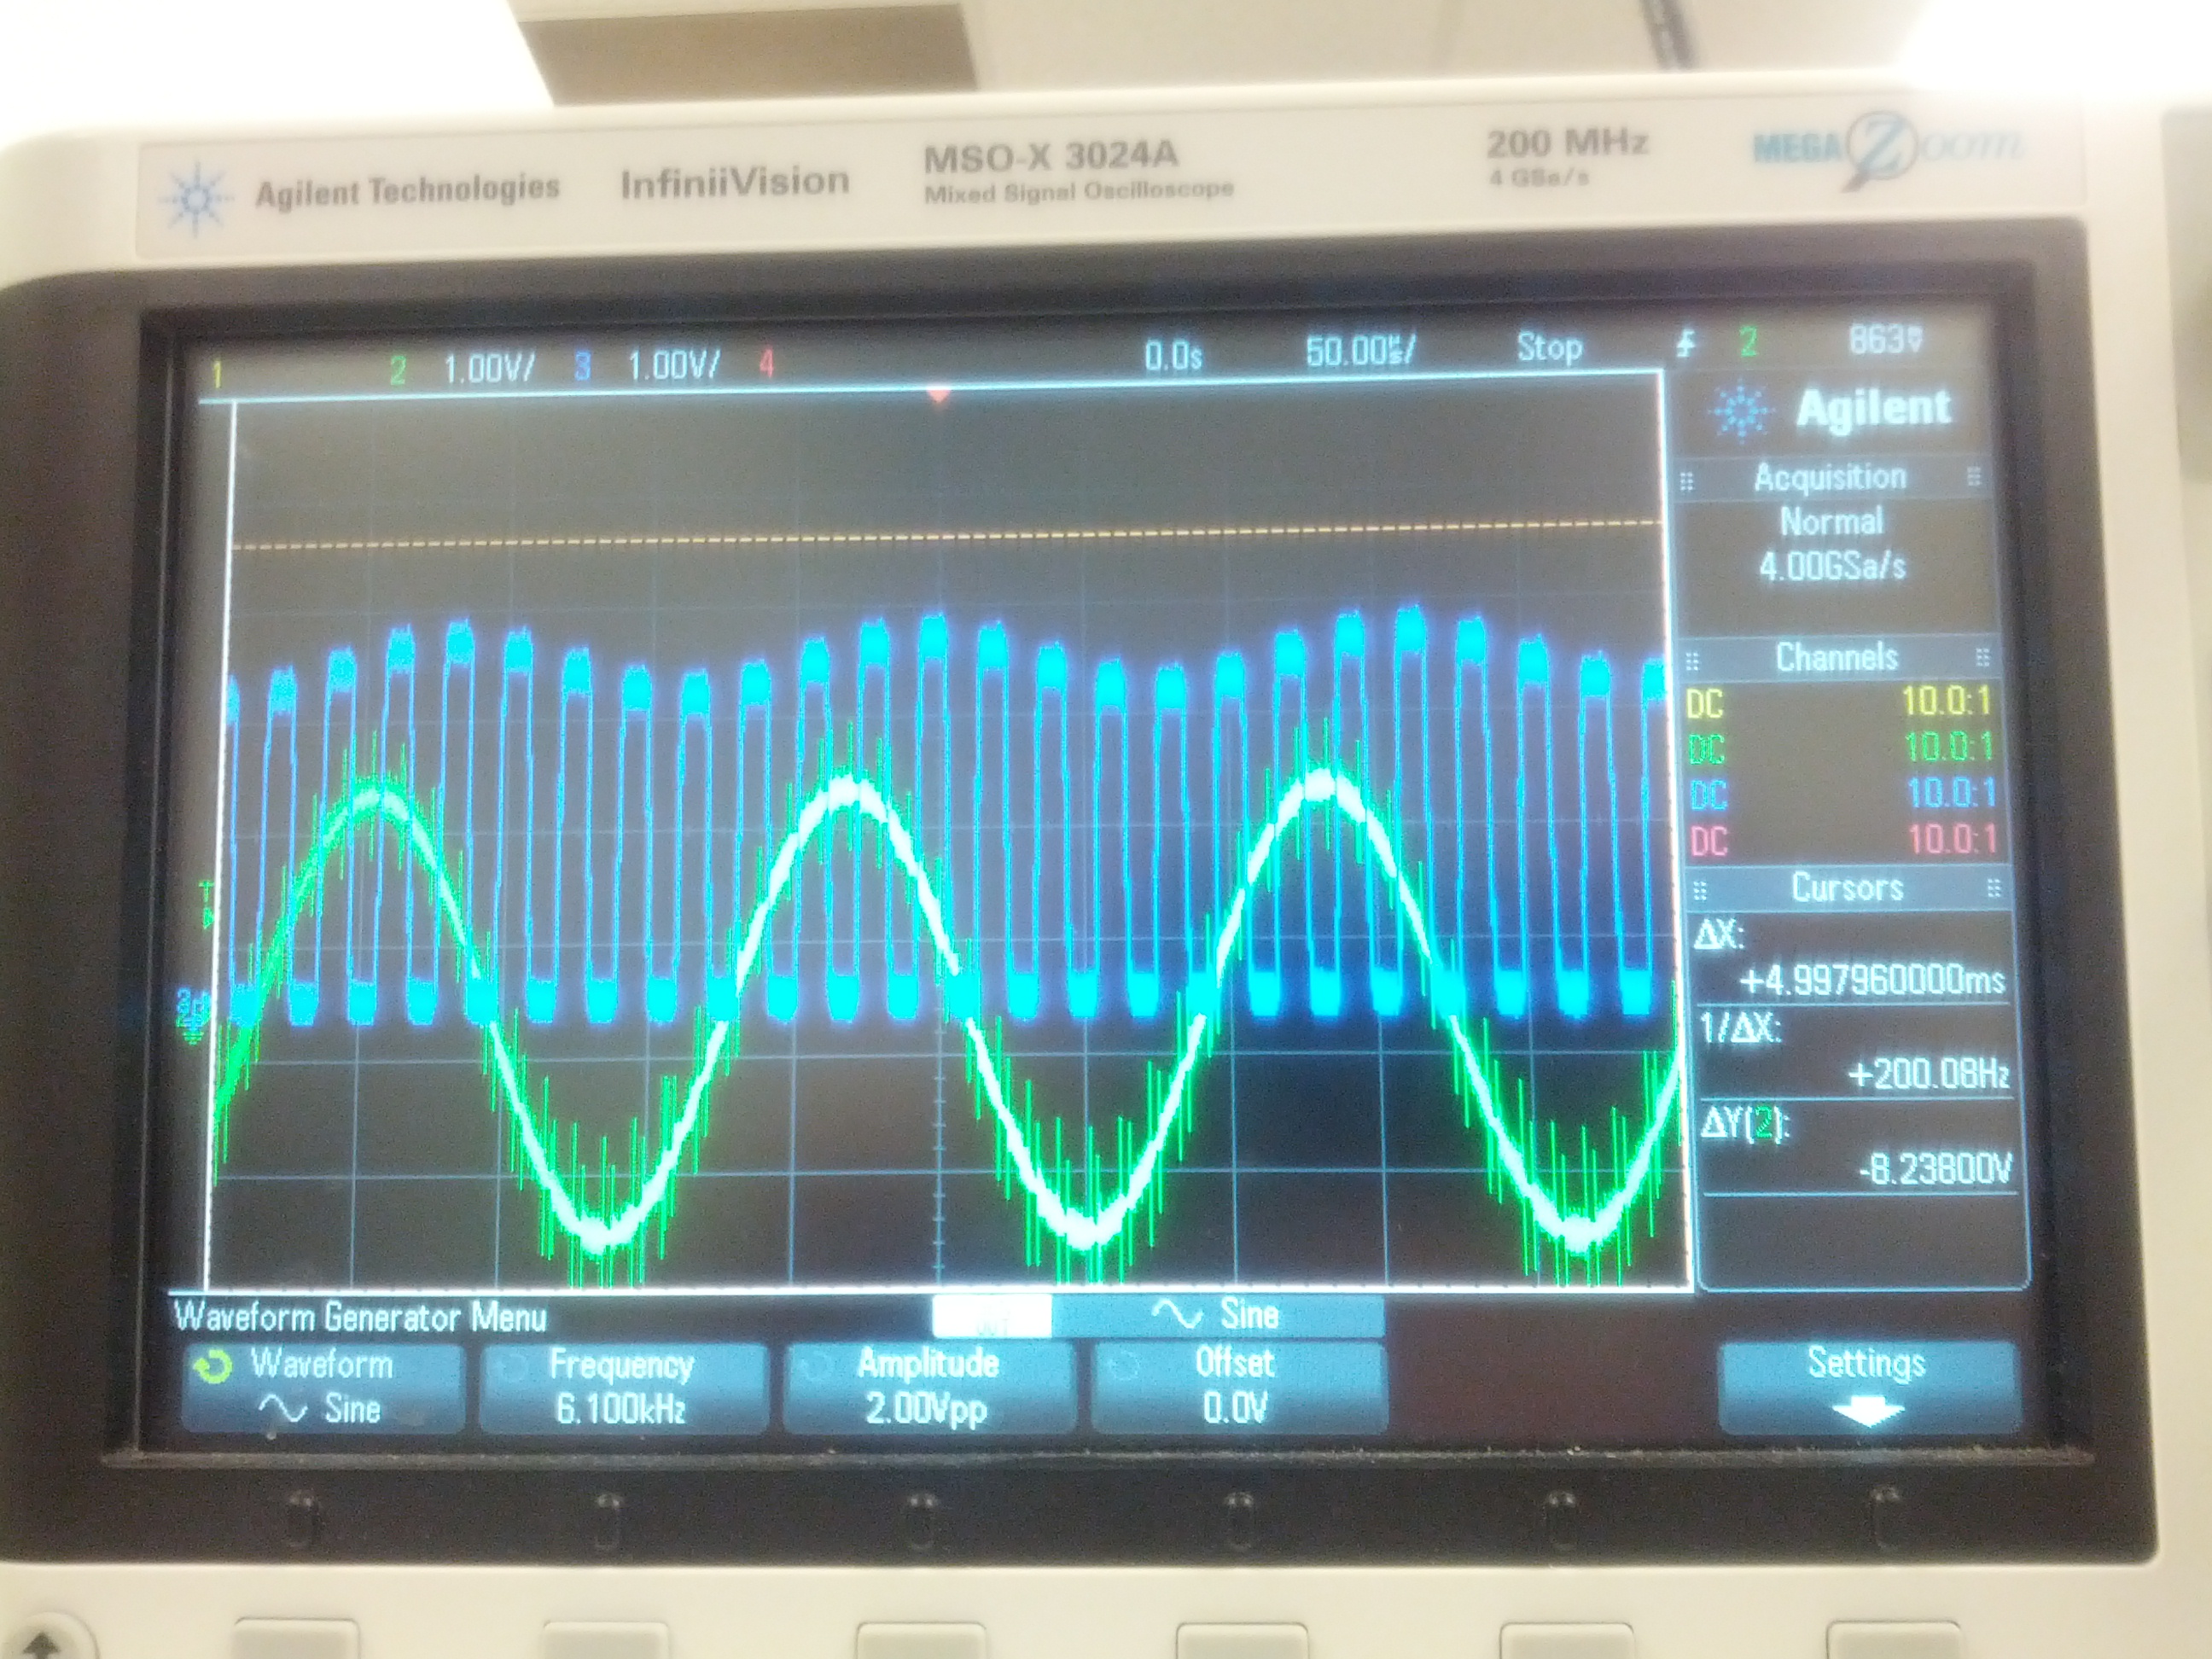 Agilent Technologies InfiniiVision MSO-X 3024A 200 MHz MEGA Zoom
Mixed Signal Oscilloscope 4 GSa/s
1 2 1.00V/ 3 1.00V/ 4 0.0s 50.00µs/ Stop 2 863mV
Agilent
Acquisition
Normal
4.00GSa/s
Channels
DC 10.0:1
DC 10.0:1
DC 10.0:1
DC 10.0:1
Cursors
ΔX:
+4.997960000ms
1/ΔX:
+200.08Hz
ΔY(2):
-8.23800V
T
Waveform Generator Menu
Sine
Waveform
Sine
Frequency
6.100kHz
Amplitude
2.00Vpp
Offset
0.0V
Settings